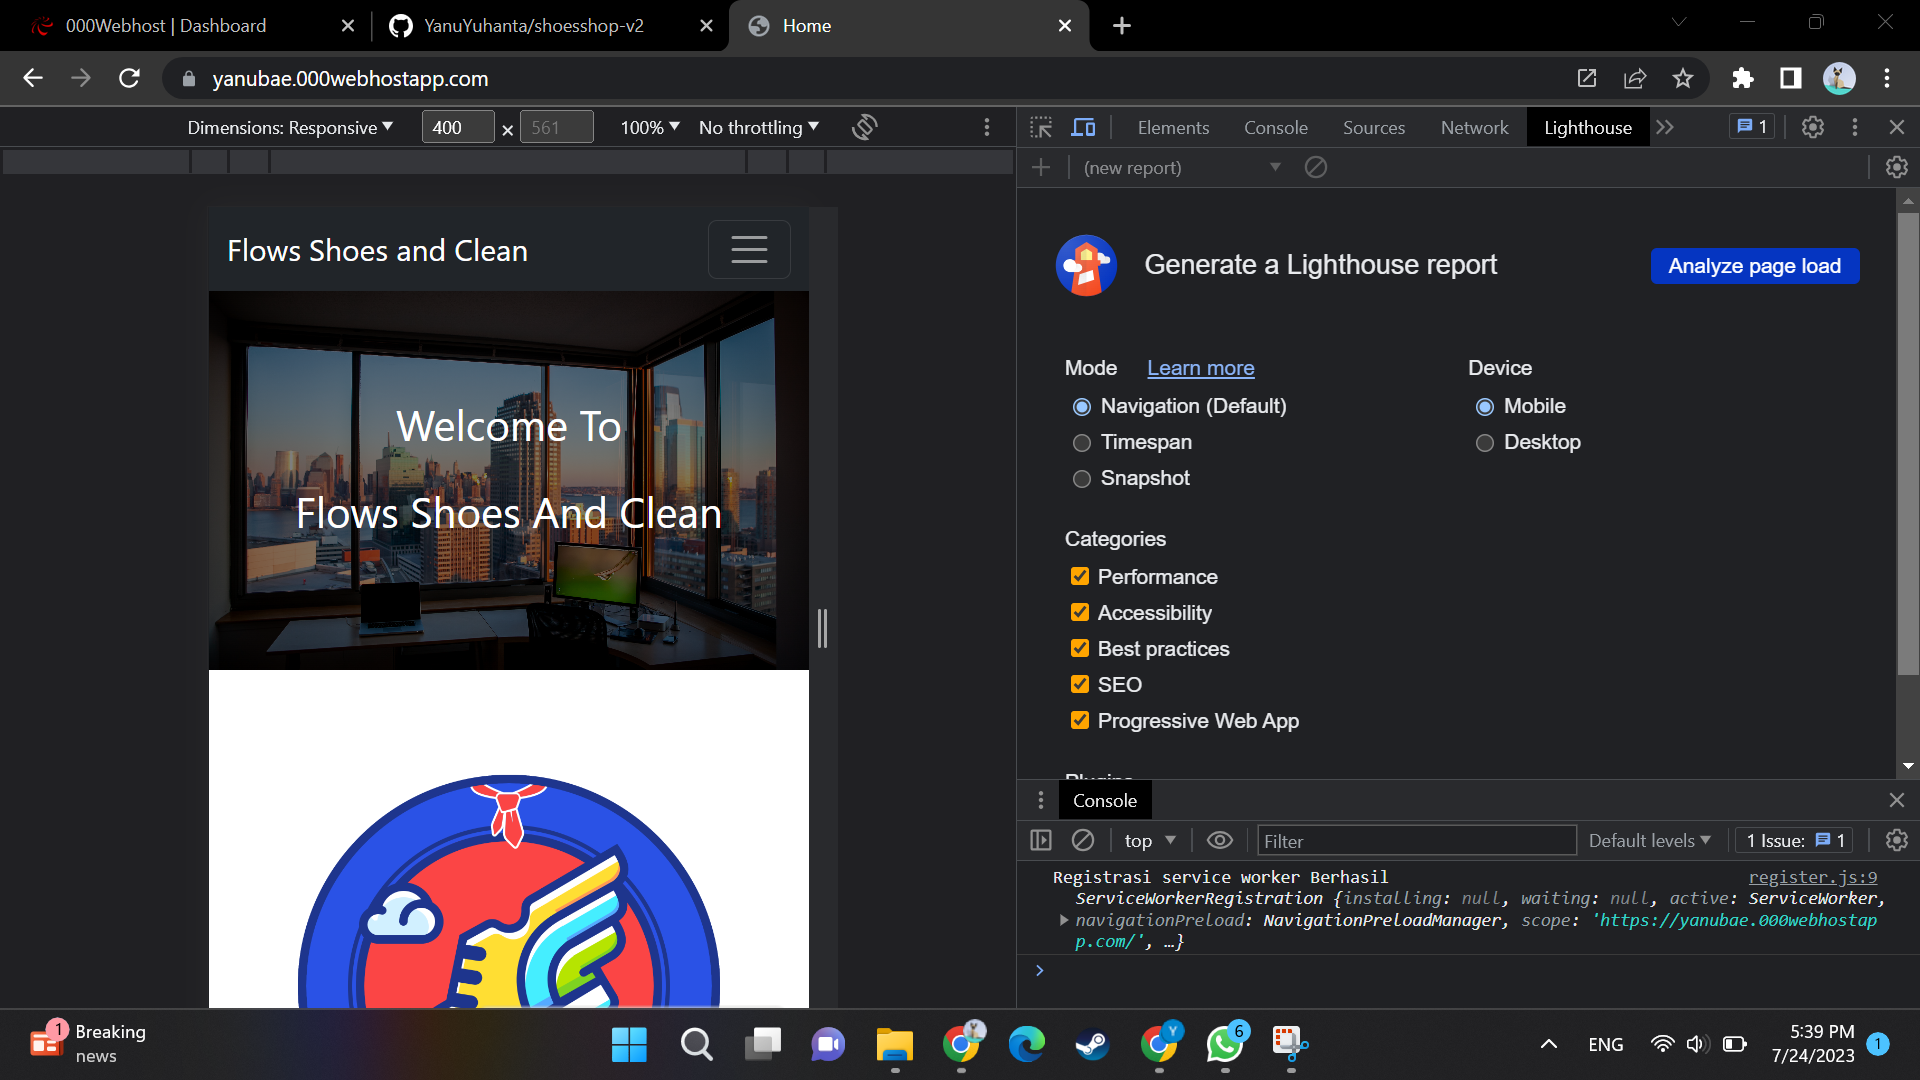 000Webhost | Dashboard
YanuYuhanta/shoesshop-v2
Home
yanubae.000webhostapp.com
Dimensions: Responsive
400 × 561
100%
No throttling
Elements
Console
Sources
Network
Lighthouse
1
(new report)
Flows Shoes and Clean
Welcome To
Flows Shoes And Clean
Generate a Lighthouse report
Analyze page load
Mode
Learn more
Navigation (Default)
Timespan
Snapshot
Device
Mobile
Desktop
Categories
Performance
Accessibility
Best practices
SEO
Progressive Web App
Plugins
Console
top
Filter
Default levels
1 Issue: 1
Registrasi service worker Berhasil
register.js:9
ServiceWorkerRegistration {installing: null, waiting: null, active: ServiceWorker,
navigationPreload: NavigationPreloadManager, scope: 'https://yanubae.000webhostap
p.com/', …}
1
Breaking
news
Y
6
ENG
5:39 PM
7/24/2023
1